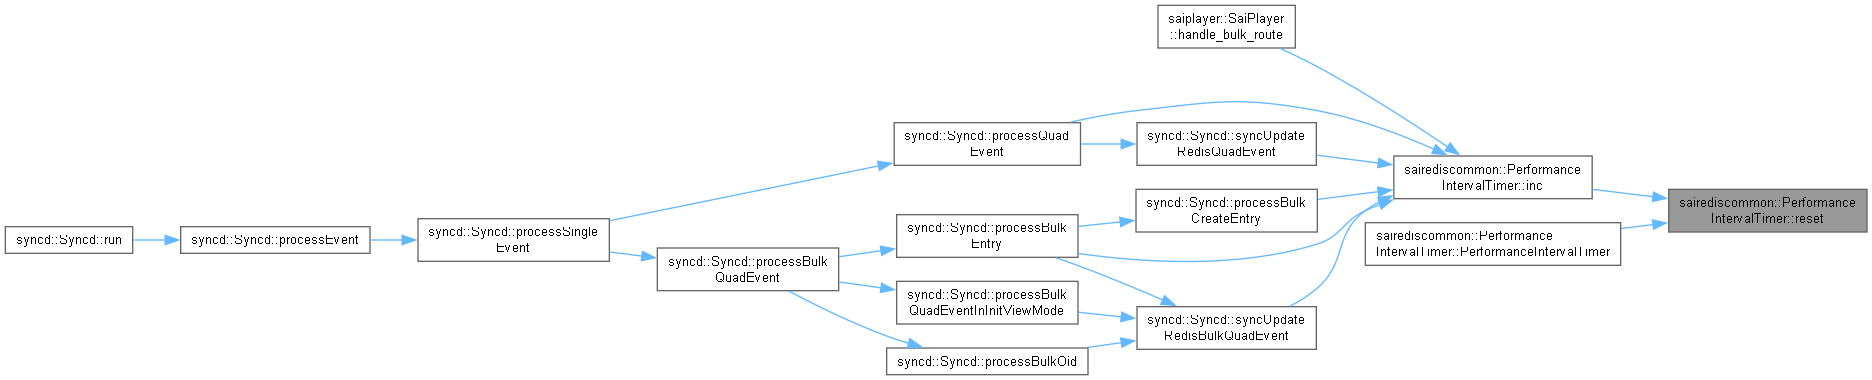 saiplayer::SaiPlayer
::handle_bulk_route
syncd::Syncd::processQuad
Event
syncd::Syncd::syncUpdate
RedisQuadEvent
sairediscommon::Performance
IntervalTimer::inc
sairediscommon::Performance
IntervalTimer::reset
syncd::Syncd::processBulk
CreateEntry
sairediscommon::Performance
IntervalTimer::PerformanceIntervalTimer
syncd::Syncd::run
syncd::Syncd::processEvent
syncd::Syncd::processSingle
Event
syncd::Syncd::processBulk
Entry
syncd::Syncd::processBulk
QuadEvent
syncd::Syncd::processBulk
QuadEventInInitViewMode
syncd::Syncd::syncUpdate
RedisBulkQuadEvent
syncd::Syncd::processBulkOid